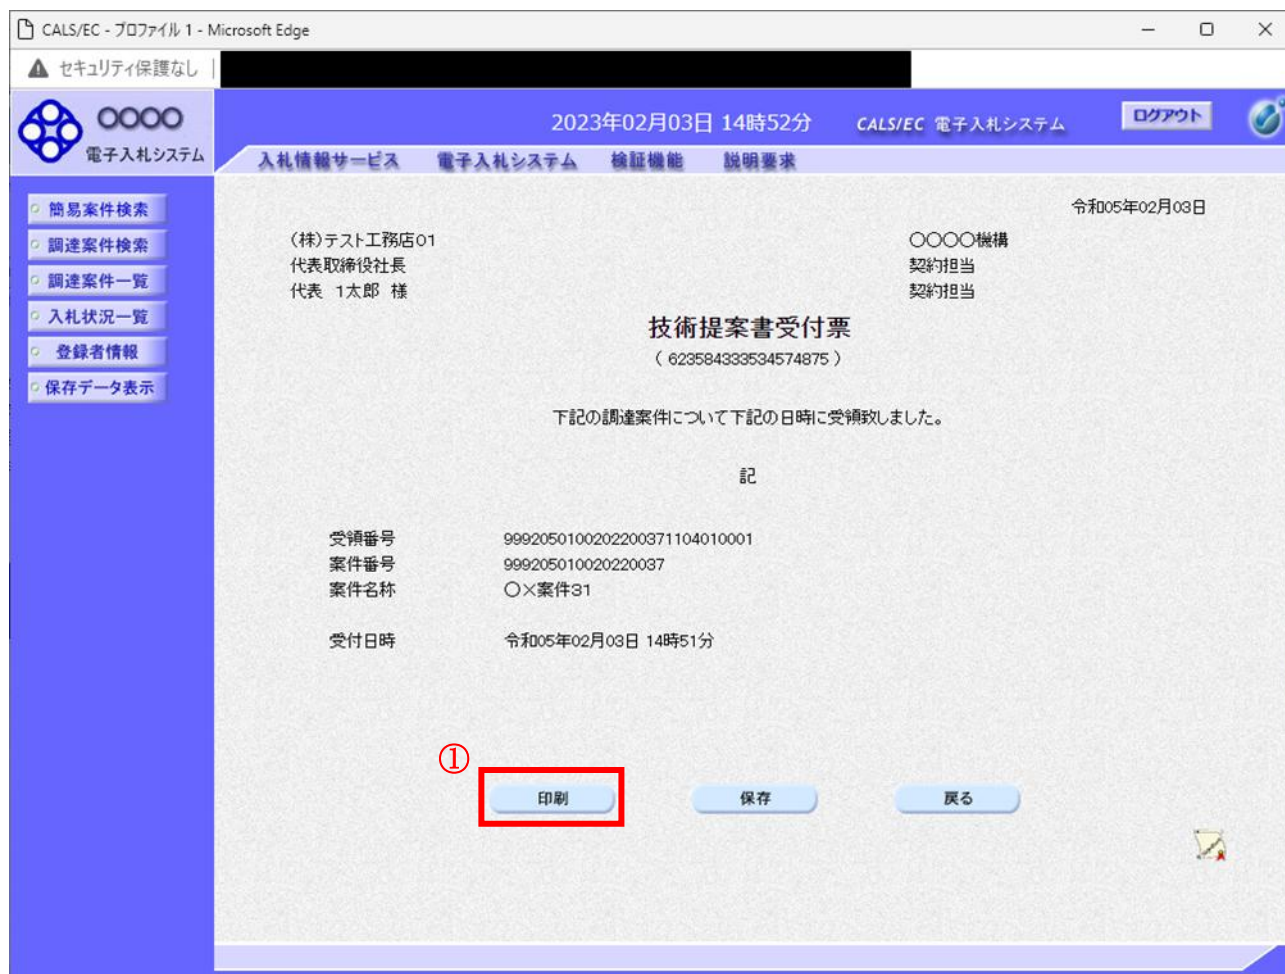 CALS/EC - プロファイル 1 - Microsoft Edge
セキュリティ保護なし
〇〇〇〇
電子入札システム
2023年02月03日 14時52分
CALS/EC 電子入札システム
ログアウト
入札情報サービス 電子入札システム 検証機能 説明要求
簡易案件検索
調達案件検索
調達案件一覧
入札状況一覧
登録者情報
保存データ表示
令和05年02月03日
(株)テスト工務店01
代表取締役社長
代表 1太郎 様
〇〇〇〇機構
契約担当
契約担当
技術提案書受付票
( 623584333534574875 )
下記の調達案件について下記の日時に受領致しました。
記
受領番号 9992050100202200371104010001
案件番号 999205010020220037
案件名称 〇×案件31
受付日時 令和05年02月03日 14時51分
①
印刷 保存 戻る